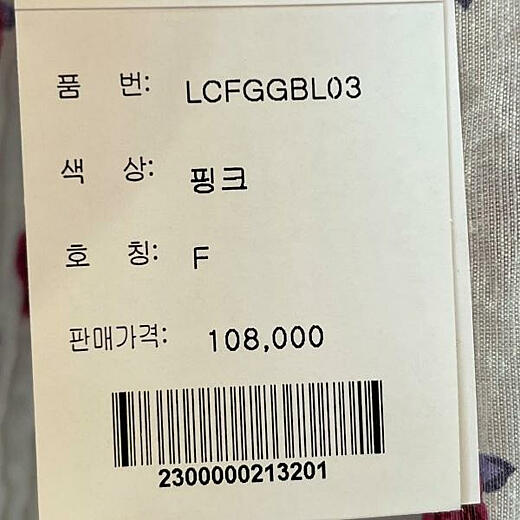 품 번: LCFGGBL03
색 상: 핑크
호 칭: F
판매가격: 108,000
2300000213201